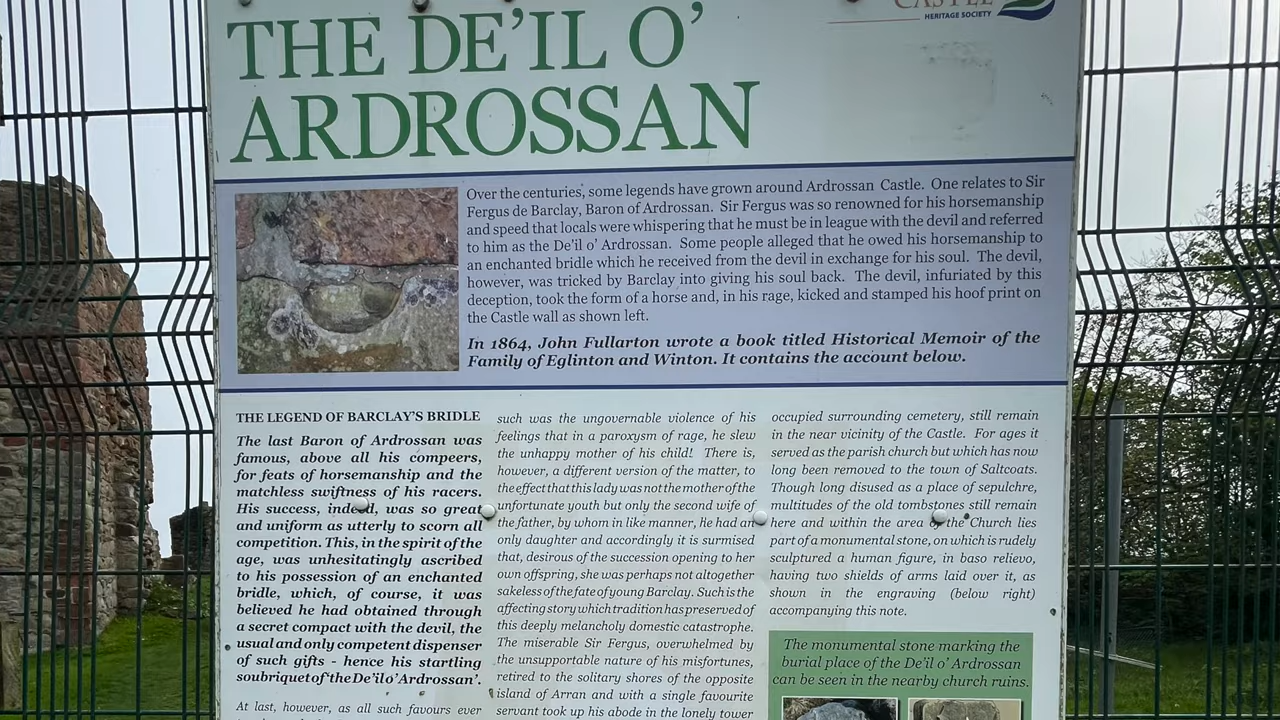 CASTLE
HERITAGE SOCIETY
THE DE'IL O'
ARDROSSAN
Over the centuries, some legends have grown around Ardrossan Castle. One relates to Sir
Fergus de Barclay, Baron of Ardrossan. Sir Fergus was so renowned for his horsemanship
and speed that locals were whispering that he must be in league with the devil and referred
to him as the De'il o' Ardrossan. Some people alleged that he owed his horsemanship to
an enchanted bridle which he received from the devil in exchange for his soul. The devil,
however, was tricked by Barclay into giving his soul back. The devil, infuriated by this
deception, took the form of a horse and, in his rage, kicked and stamped his hoof print on
the Castle wall as shown left.
In 1864, John Fullarton wrote a book titled Historical Memoir of the
Family of Eglinton and Winton. It contains the account below.
THE LEGEND OF BARCLAY'S BRIDLE
The last Baron of Ardrossan was
famous, above all his compeers,
for feats of horsemanship and the
matchless swiftness of his racers.
His success, indeed, was so great
and uniform as utterly to scorn all
competition. This, in the spirit of the
age, was unhesitatingly ascribed
to his possession of an enchanted
bridle, which, of course, it was
believed he had obtained through
a secret compact with the devil, the
usual and only competent dispenser
of such gifts - hence his startling
soubriquet of the De'il o' Ardrossan'.
At last, however, as all such favours ever
such was the ungovernable violence of his
feelings that in a paroxysm of rage, he slew
the unhappy mother of his child! There is,
however, a different version of the matter, to
the effect that this lady was not the mother of the
unfortunate youth but only the second wife of
the father, by whom in like manner, He had an
only daughter and accordingly it is surmised
that, desirous of the succession opening to her
own offspring, she was perhaps not altogether
sakeless of the fate of young Barclay. Such is the
affecting story which tradition has preserved of
this deeply melancholy domestic catastrophe.
The miserable Sir Fergus, overwhelmed by
the unsupportable nature of his misfortunes,
retired to the solitary shores of the opposite
island of Arran and with a single favourite
servant took up his abode in the lonely tower
occupied surrounding cemetery, still remain
in the near vicinity of the Castle. For ages it
served as the parish church but which has now
long been removed to the town of Saltcoats.
Though long disused as a place of sepulchre,
multitudes of the old tombstones still remain
here and within the area of the Church lies
part of a monumental stone, on which is rudely
sculptured a human figure, in baso relievo,
having two shields of arms laid over it, as
shown in the engraving (below right)
accompanying this note.
The monumental stone marking the
burial place of the De'il o' Ardrossan
can be seen in the nearby church ruins.